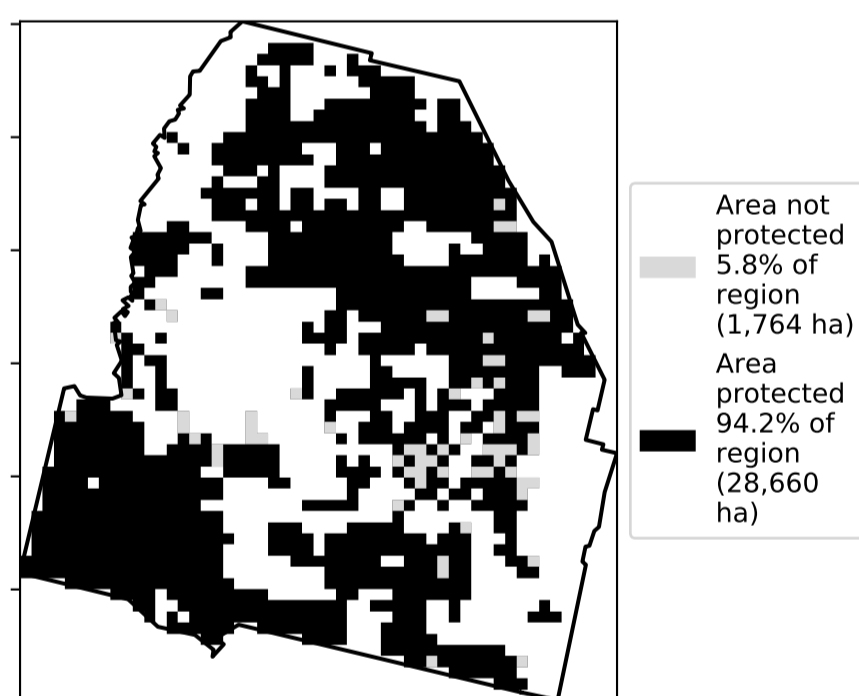 Area not
protected
5.8% of
region
(1,764 ha)
Area
protected
94.2% of
region
(28,660
ha)